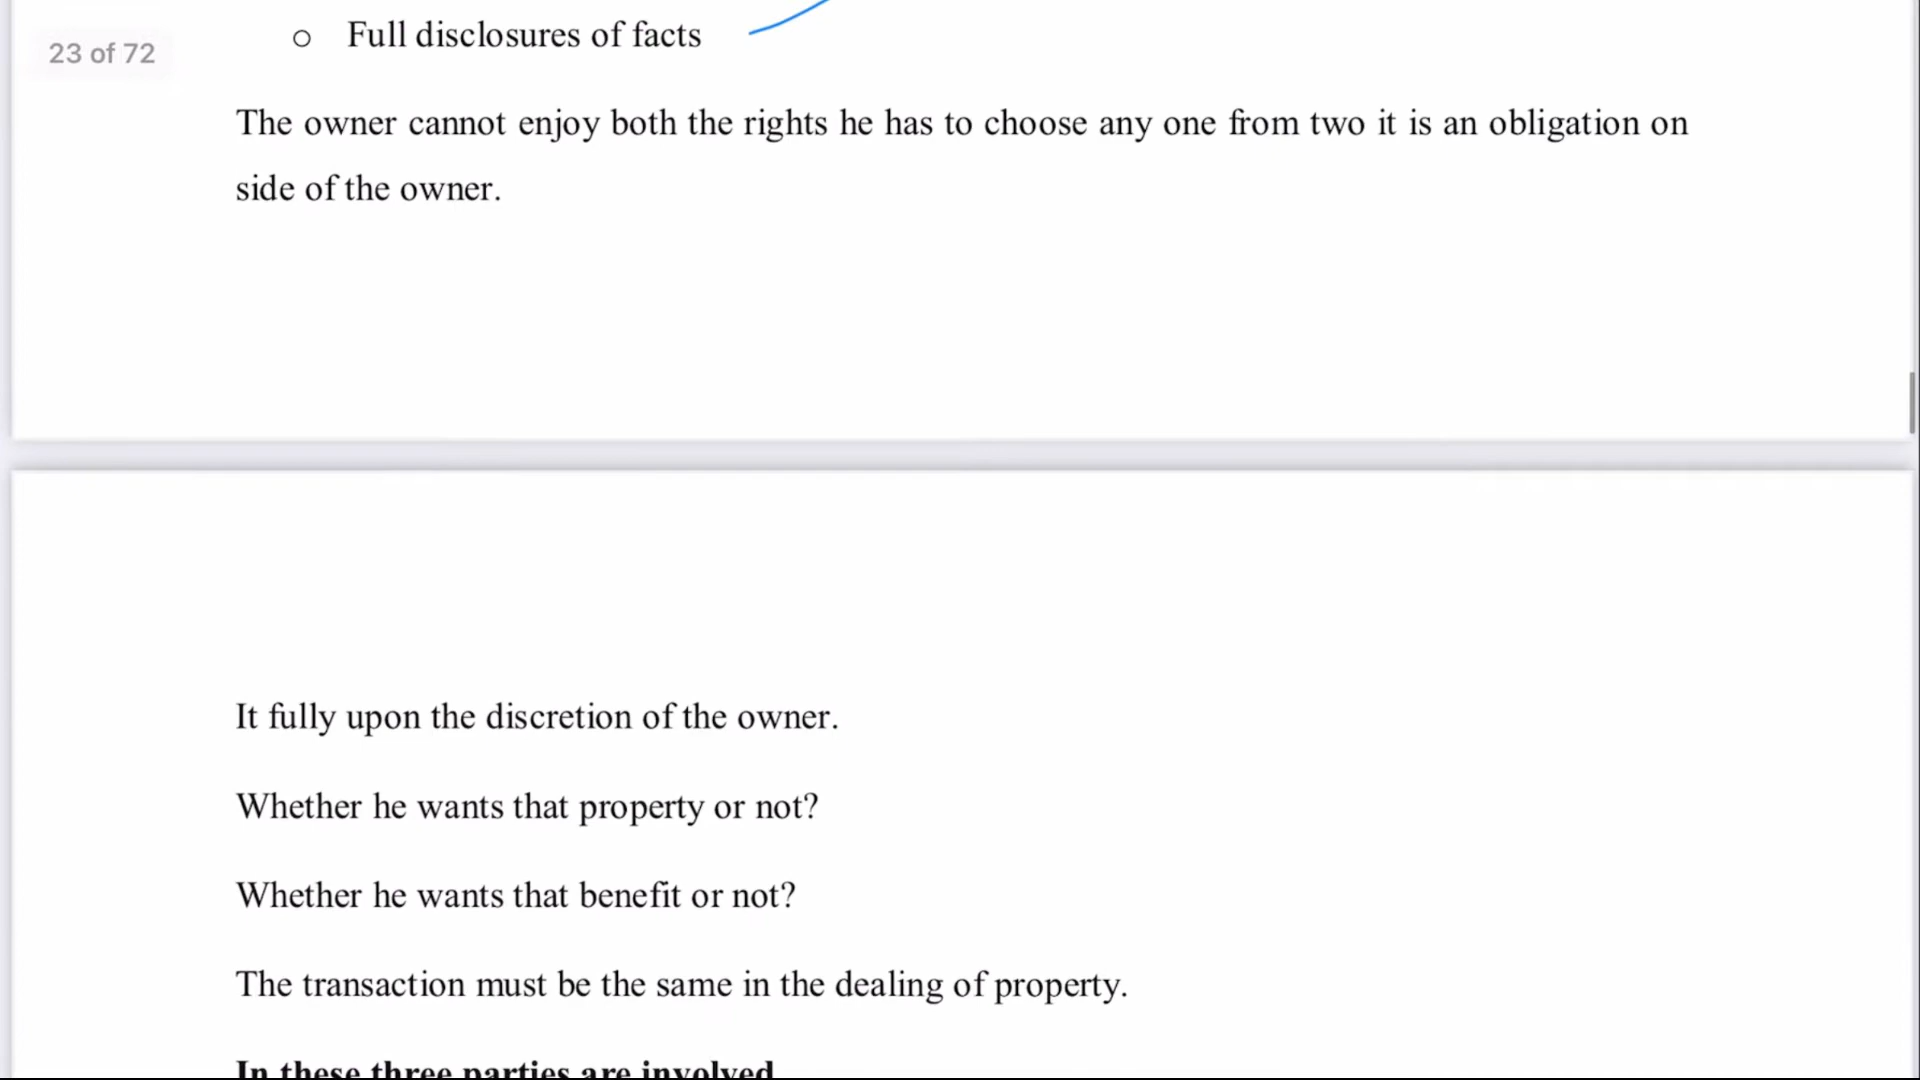 23 of 72
o Full disclosures of facts
The owner cannot enjoy both the rights he has to choose any one from two it is an obligation on
side of the owner.
It fully upon the discretion of the owner.
Whether he wants that property or not?
Whether he wants that benefit or not?
The transaction must be the same in the dealing of property.
In these three parties are involved